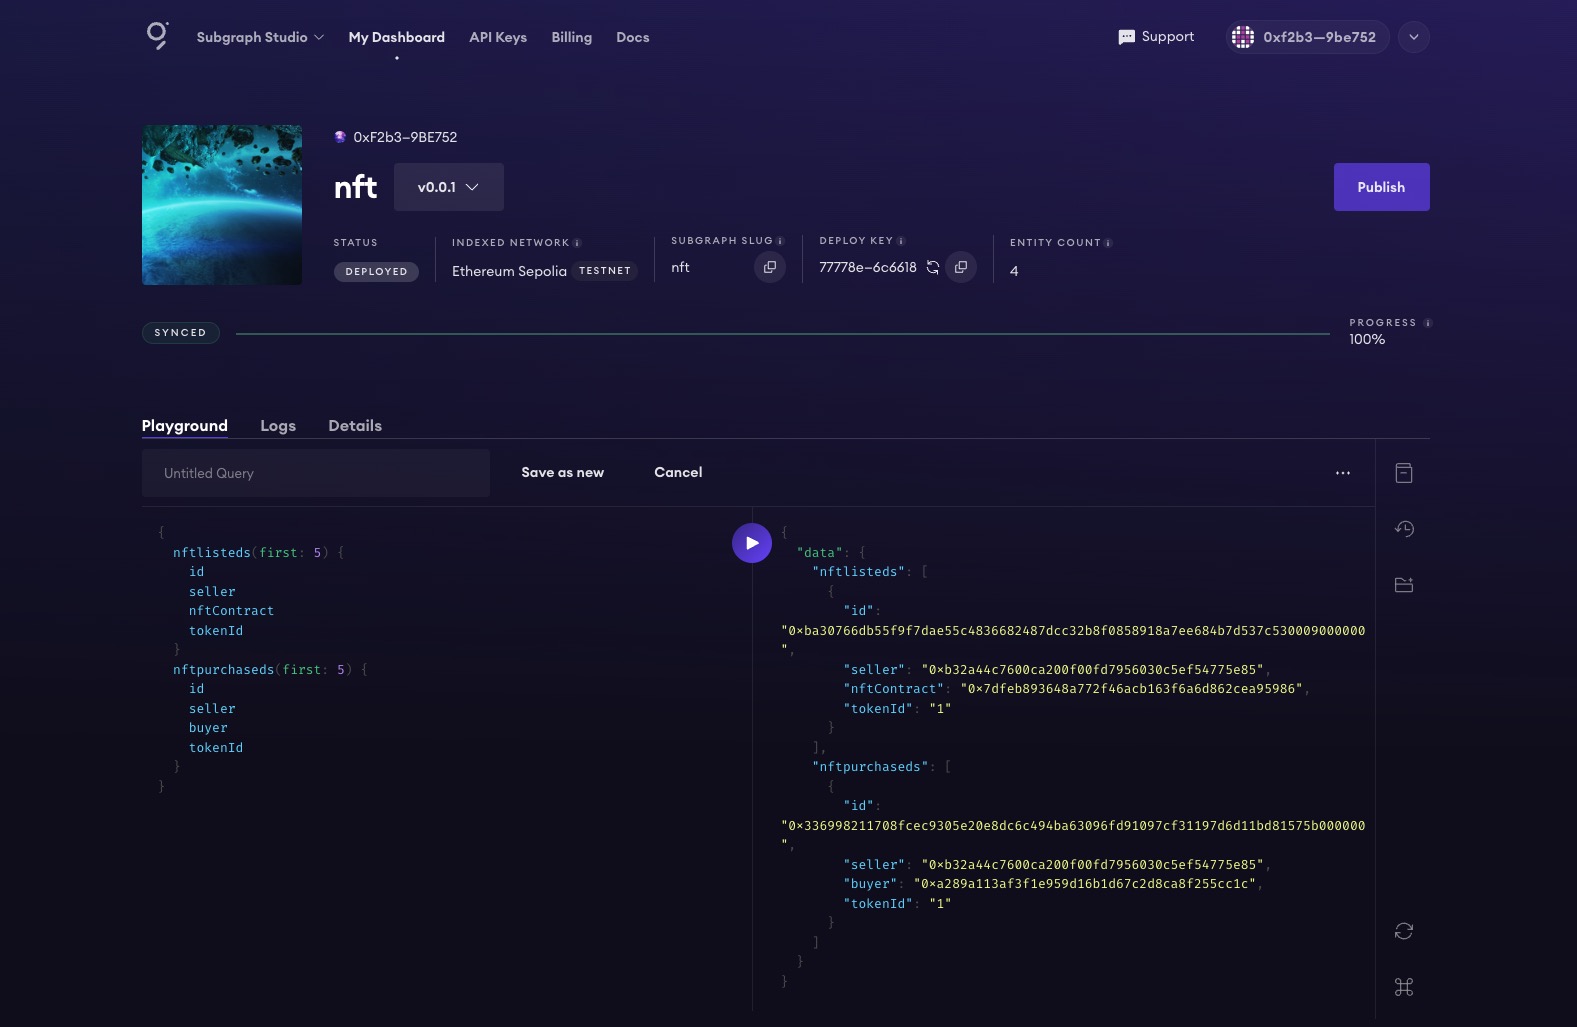 Subgraph Studio My Dashboard API Keys Billing Docs Support 0xf2b3—9be752
0xF2b3—9BE752
nft v0.0.1 Publish
STATUS INDEXED NETWORK SUBGRAPH SLUG DEPLOY KEY ENTITY COUNT
DEPLOYED Ethereum Sepolia TESTNET nft 77778e—6c6618 4
SYNCED PROGRESS
100%
Playground Logs Details
Untitled Query Save as new Cancel
{
nftlisteds(first: 5) {
id
seller
nftContract
tokenId
}
nftpurchaseds(first: 5) {
id
seller
buyer
tokenId
}
}
{
"data": {
"nftlisteds": [
{
"id":
"0xba30766db55f9f7dae55c4836682487dcc32b8f0858918a7ee684b7d537c530009000000
",
"seller": "0xb32a44c7600ca200f00fd7956030c5ef54775e85",
"nftContract": "0x7dfeb893648a772f46acb163f6a6d862cea95986",
"tokenId": "1"
}
],
"nftpurchaseds": [
{
"id":
"0x336998211708fcec9305e20e8dc6c494ba63096fd91097cf31197d6d11bd81575b000000
",
"seller": "0xb32a44c7600ca200f00fd7956030c5ef54775e85",
"buyer": "0xa289a113af3f1e959d16b1d67c2d8ca8f255cc1c",
"tokenId": "1"
}
]
}
}